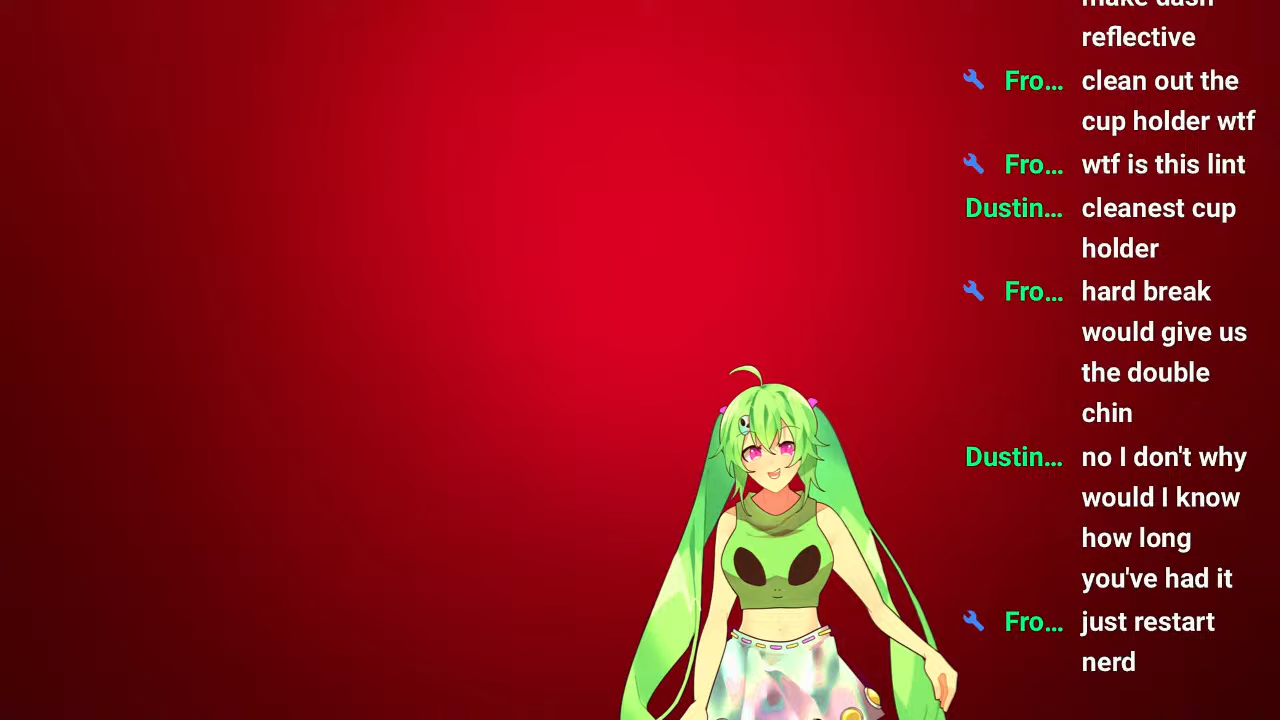 make dash
reflective
Fro... clean out the
cup holder wtf
Fro... wtf is this lint
Dustin... cleanest cup
holder
Fro... hard break
would give us
the double
chin
Dustin... no I don't why
would I know
how long
you've had it
Fro... just restart
nerd